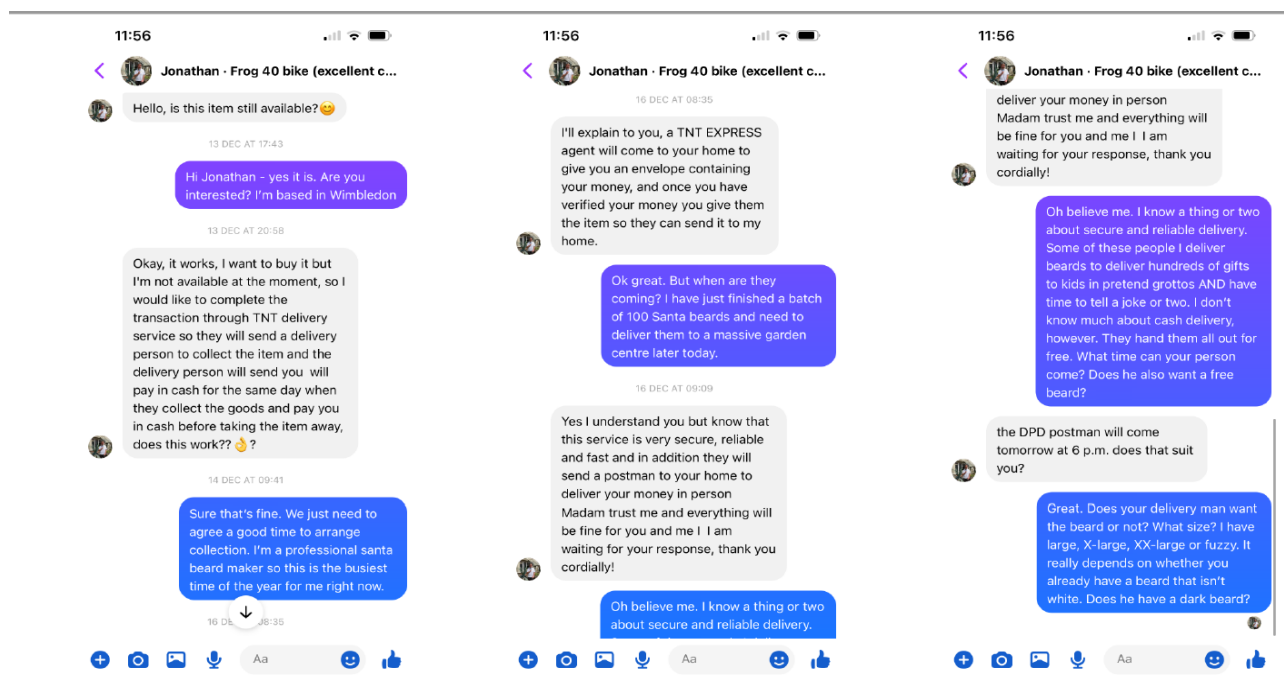 11:56
Jonathan · Frog 40 bike (excellent c...
Hello, is this item still available?😊
13 DEC AT 17:43
Hi Jonathan - yes it is. Are you
interested? I'm based in Wimbledon
13 DEC AT 20:58
Okay, it works, I want to buy it but
I'm not available at the moment, so I
would like to complete the
transaction through TNT delivery
service so they will send a delivery
person to collect the item and the
delivery person will send you will
pay in cash for the same day when
they collect the goods and pay you
in cash before taking the item away,
does this work??👌?
14 DEC AT 09:41
Sure that's fine. We just need to
agree a good time to arrange
collection. I'm a professional santa
beard maker so this is the busiest
time of the year for me right now.
16 DE 08:35
Aa
11:56
Jonathan · Frog 40 bike (excellent c...
16 DEC AT 08:35
I'll explain to you, a TNT EXPRESS
agent will come to your home to
give you an envelope containing
your money, and once you have
verified your money you give them
the item so they can send it to my
home.
Ok great. But when are they
coming? I have just finished a batch
of 100 Santa beards and need to
deliver them to a massive garden
centre later today.
16 DEC AT 09:09
Yes I understand you but know that
this service is very secure, reliable
and fast and in addition they will
send a postman to your home to
deliver your money in person
Madam trust me and everything will
be fine for you and me I I am
waiting for your response, thank you
cordially!
Oh believe me. I know a thing or two
about secure and reliable delivery.
Aa
11:56
Jonathan · Frog 40 bike (excellent c...
deliver your money in person
Madam trust me and everything will
be fine for you and me I I am
waiting for your response, thank you
cordially!
Oh believe me. I know a thing or two
about secure and reliable delivery.
Some of these people I deliver
beards to deliver hundreds of gifts
to kids in pretend grottos AND have
time to tell a joke or two. I don't
know much about cash delivery,
however. They hand them all out for
free. What time can your person
come? Does he also want a free
beard?
the DPD postman will come
tomorrow at 6 p.m. does that suit
you?
Great. Does your delivery man want
the beard or not? What size? I have
large, X-large, XX-large or fuzzy. It
really depends on whether you
already have a beard that isn't
white. Does he have a dark beard?
Aa